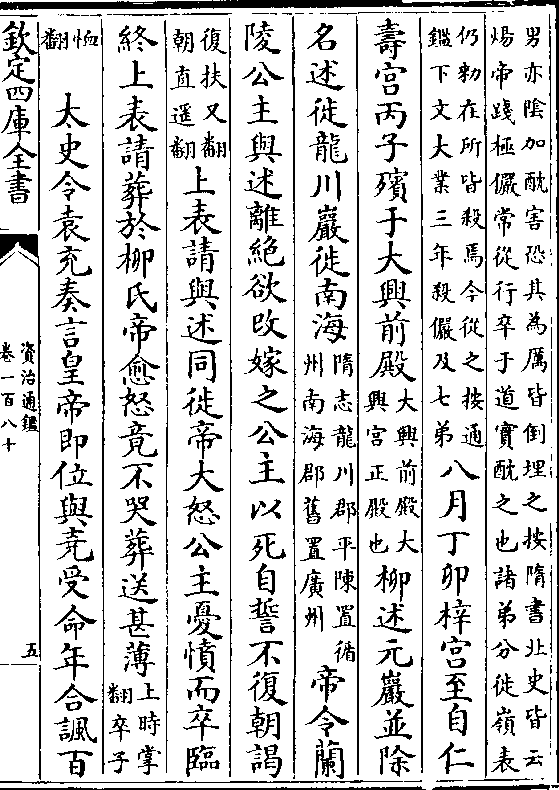 男亦隂加酖害恐其為厲皆倒埋之按隋書北史皆云
煬帝踐極儼常從行卒于道實酖之也諸弟分徙嶺表
仍勅在所皆殺焉今從之按通
鑑下文大業三年殺儼及七弟
八月丁卯梓宫至自仁
壽宫丙子殯于大興前殿
大興前殿大
興宫正殿也
柳述元巖並除
名述徙龍川巖徙南海
隋志龍川郡平陳置循
州南海郡舊置廣州
帝令蘭
陵公主與述離絶欲改嫁之公主以死自誓不復朝謁
復扶又翻
朝直遥翻
上表請與述同徙帝大怒公主憂憤而卒臨
終上表請葬於柳氏帝愈怒竟不哭葬送甚薄
上時掌
翻卒子
恤
翻
太史令袁充奏言皇帝即位與堯受命年合諷百
欽定四庫全書
資治通鑑
卷一百八十
五